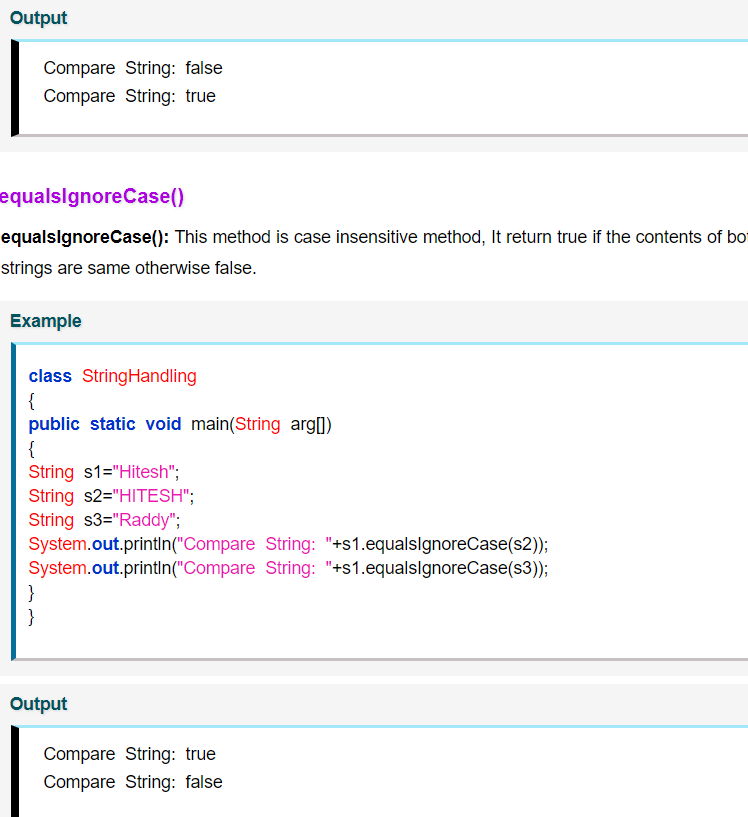 Output
Compare String: false
Compare String: true
equalsIgnoreCase()
equalsIgnoreCase(): This method is case insensitive method, It return true if the contents of
strings are same otherwise false.
Example
class StringHandling
{
public static void main(String arg[])
{
String s1="Hitesh";
String s2="HITESH";
String s3="Raddy";
System.out.println("Compare String: "+s1.equalsIgnoreCase(s2));
System.out.println("Compare String: "+s1.equalsIgnoreCase(s3));
}
}
Output
Compare String: true
Compare String: false